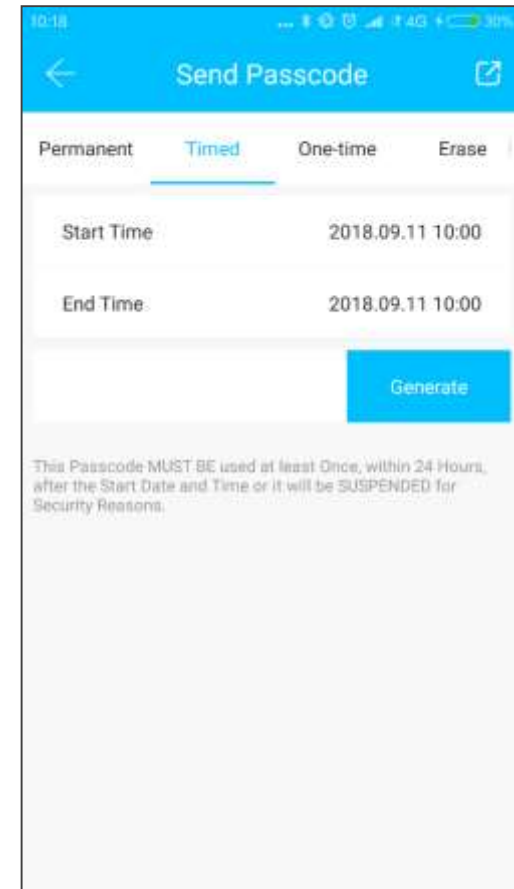 10:18 ... 4G 30%
Send Passcode
Permanent Timed One-time Erase
Start Time 2018.09.11 10:00
End Time 2018.09.11 10:00
Generate
This Passcode MUST BE used at least Once, within 24 Hours,
after the Start Date and Time or it will be SUSPENDED for
Security Reasons.